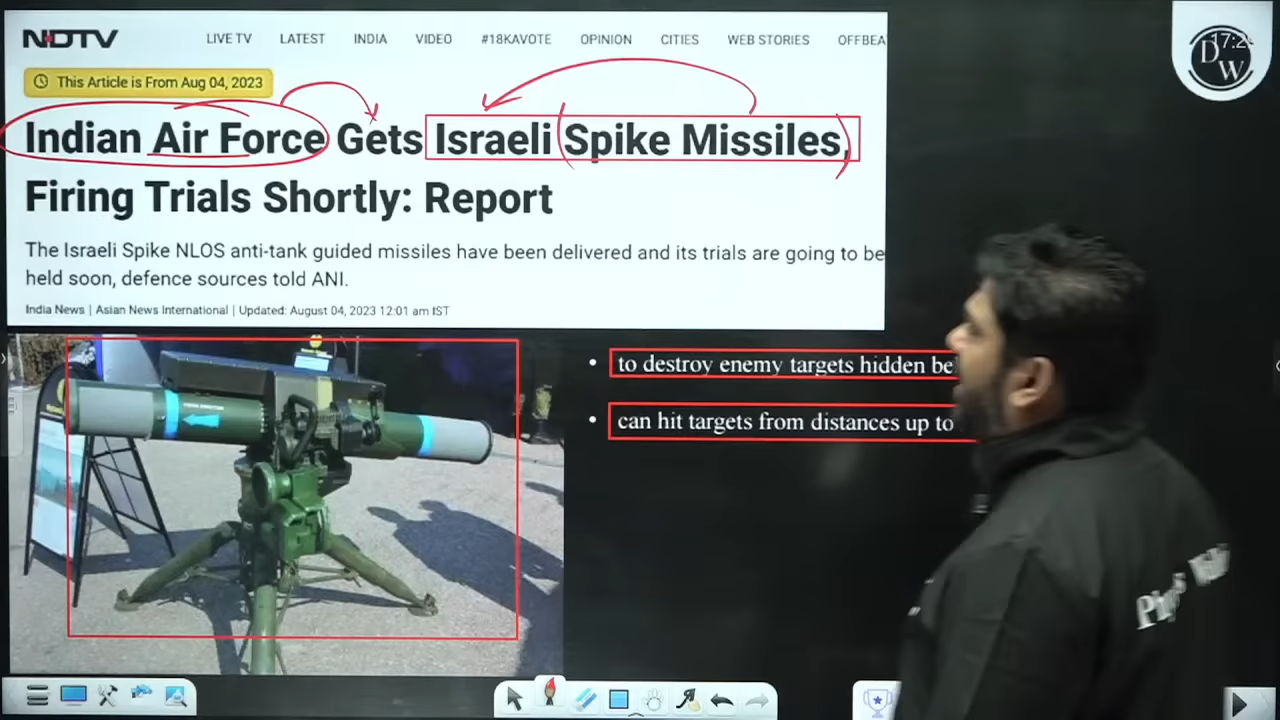 NDTV LIVE TV LATEST INDIA VIDEO #18KAVOTE OPINION CITIES WEB STORIES OFFBEA
This Article is From Aug 04, 2023
Indian Air Force Gets Israeli Spike Missiles,
Firing Trials Shortly: Report
The Israeli Spike NLOS anti-tank guided missiles have been delivered and its trials are going to be
held soon, defence sources told ANI.
India News | Asian News International | Updated: August 04, 2023 12:01 am IST
to destroy enemy targets hidden be
can hit targets from distances up to
PW